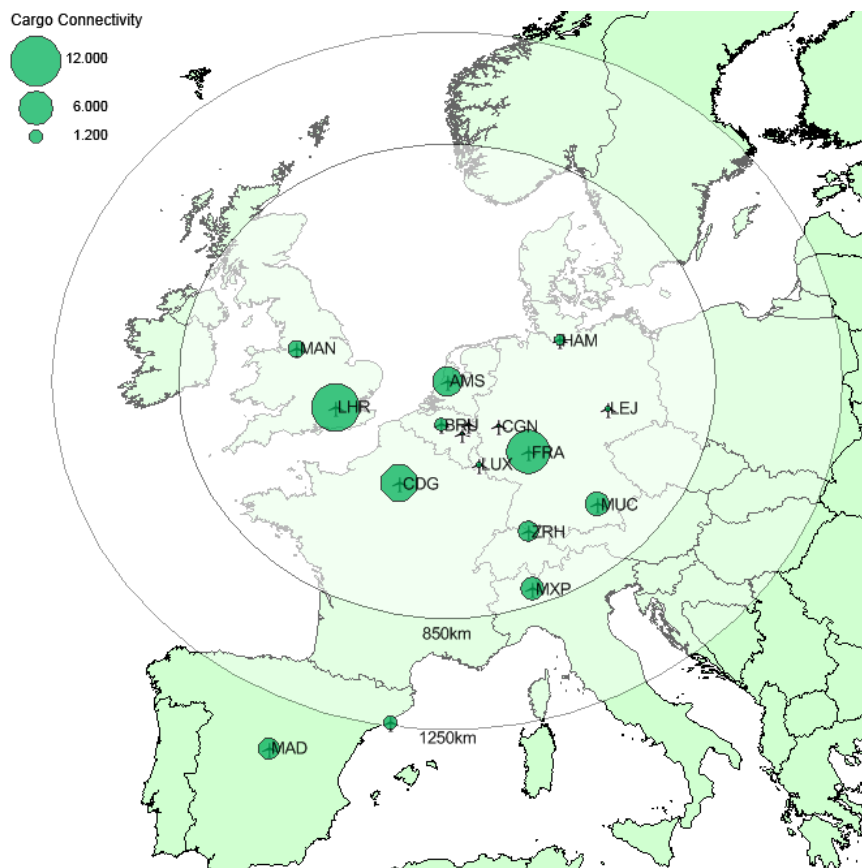 Cargo Connectivity
12.000
6.000
1.200
HAM
MAN
AMS
LHR
LEJ
BRU
CGN
FRA
LUX
CDG
MUC
ZRH
MXP
850km
1250km
MAD